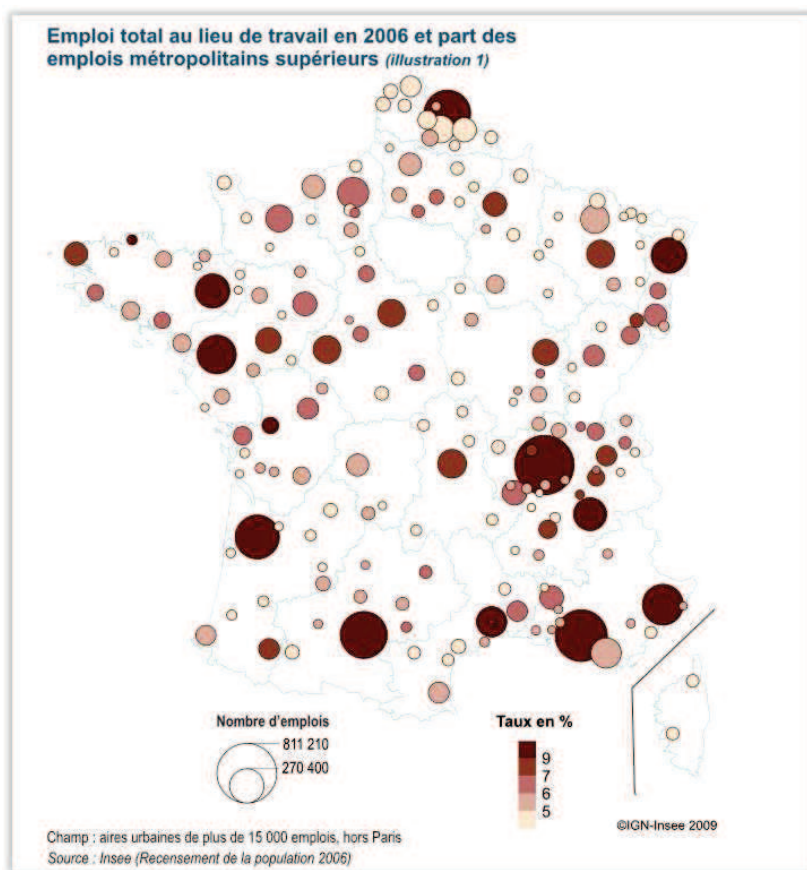 Emploi total au lieu de travail en 2006 et part des
emplois métropolitains supérieurs (illustration 1)
Nombre d'emplois
811 210
270 400
Taux en %
9
7
6
5
©IGN-Insee 2009
Champ : aires urbaines de plus de 15 000 emplois, hors Paris
Source : Insee (Recensement de la population 2006)